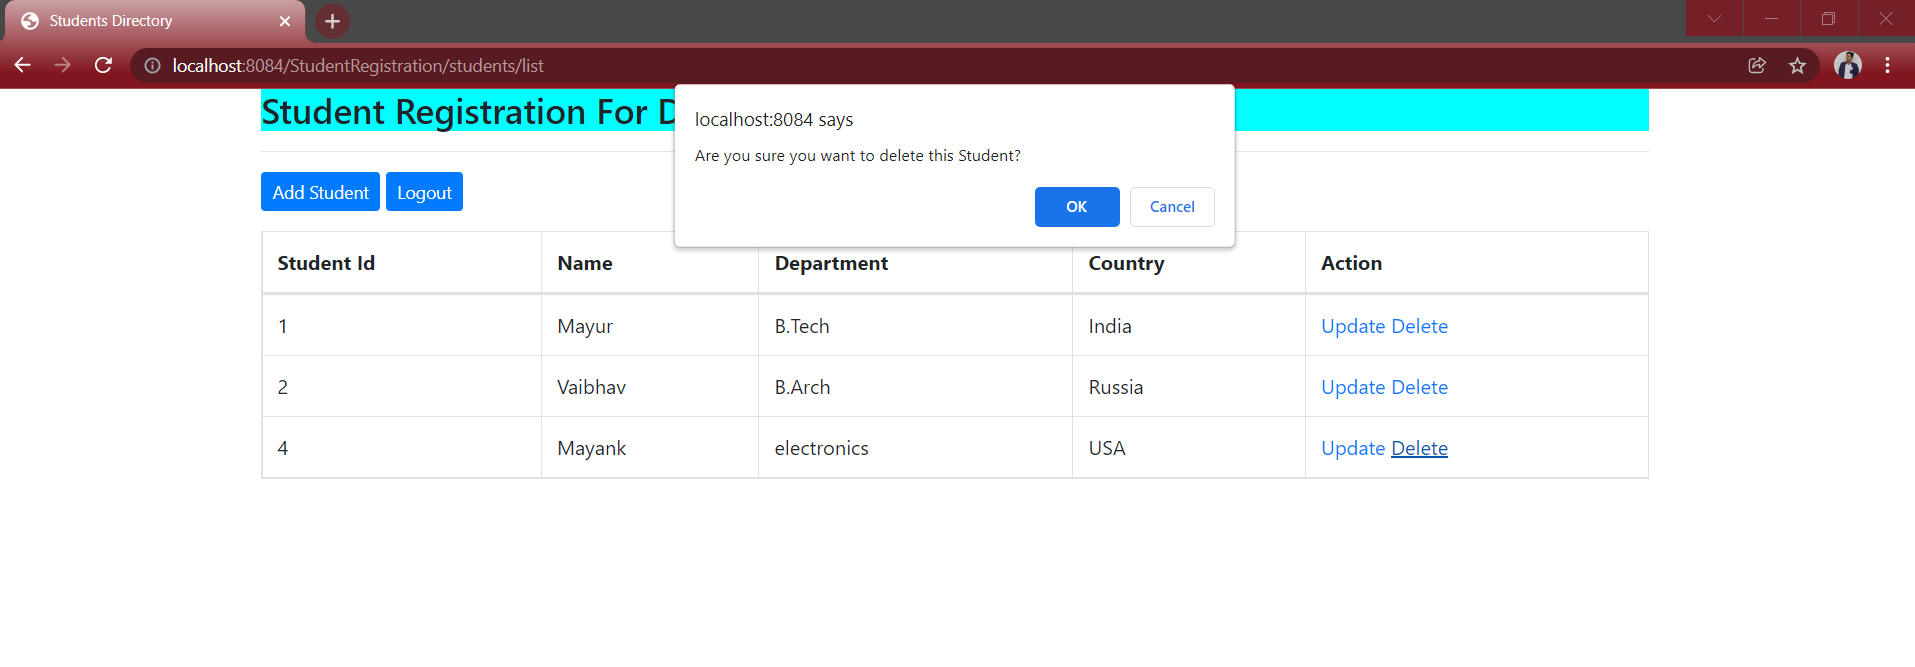 Students Directory
localhost:8084/StudentRegistration/students/list
Student Registration For D
localhost:8084 says
Are you sure you want to delete this Student?
OK Cancel
Add Student Logout
Student Id Name Department Country Action
1 Mayur B.Tech India Update Delete
2 Vaibhav B.Arch Russia Update Delete
4 Mayank electronics USA Update Delete